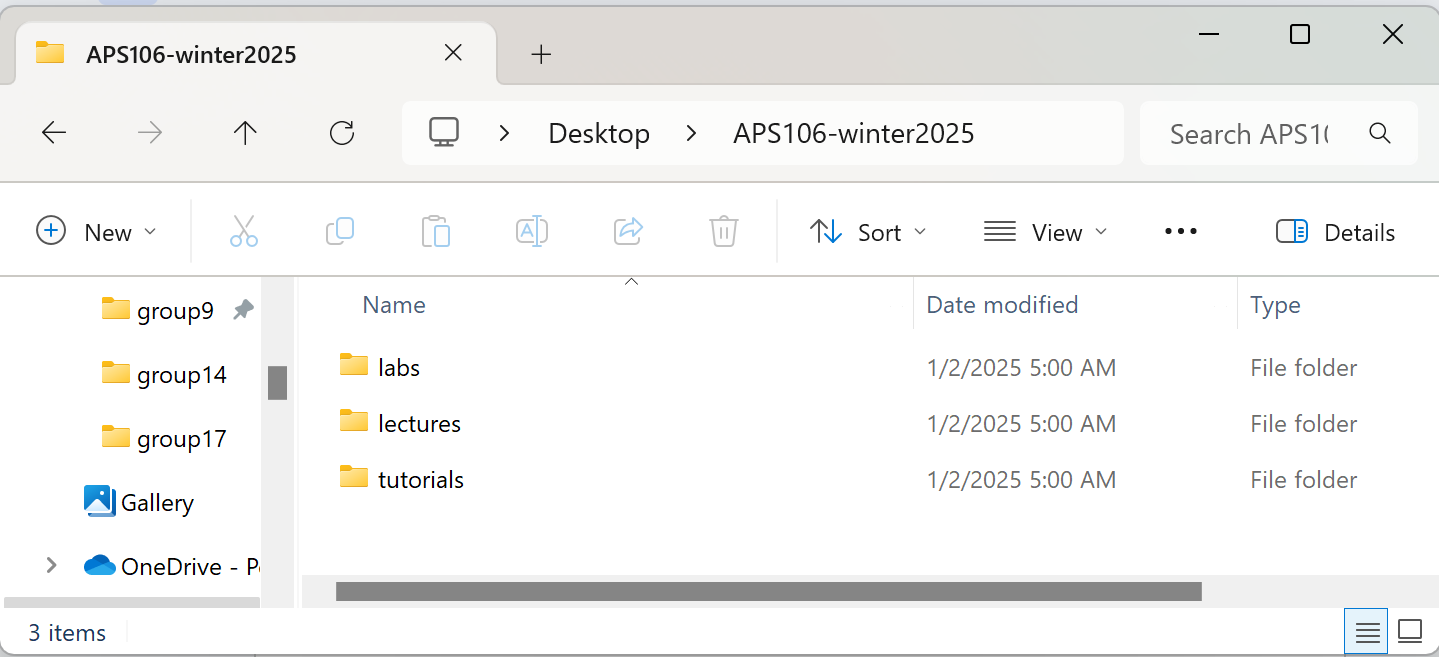 APS106-winter2025
Desktop > APS106-winter2025
Search APS10
New
Sort
View
Details
group9
group14
group17
Gallery
OneDrive -
Name Date modified Type
labs 1/2/2025 5:00 AM File folder
lectures 1/2/2025 5:00 AM File folder
tutorials 1/2/2025 5:00 AM File folder
3 items